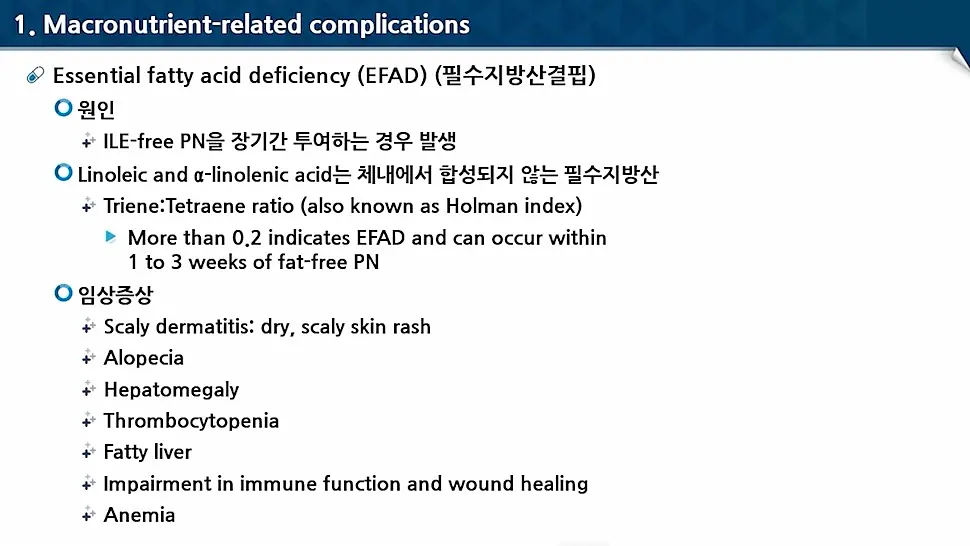 1. Macronutrient-related complications
Essential fatty acid deficiency (EFAD) (필수지방산결핍)
원인
ILE-free PN을 장기간 투여하는 경우 발생
Linoleic and α-linolenic acid는 체내에서 합성되지 않는 필수지방산
Triene:Tetraene ratio (also known as Holman index)
More than 0.2 indicates EFAD and can occur within
1 to 3 weeks of fat-free PN
임상증상
Scaly dermatitis: dry, scaly skin rash
Alopecia
Hepatomegaly
Thrombocytopenia
Fatty liver
Impairment in immune function and wound healing
Anemia